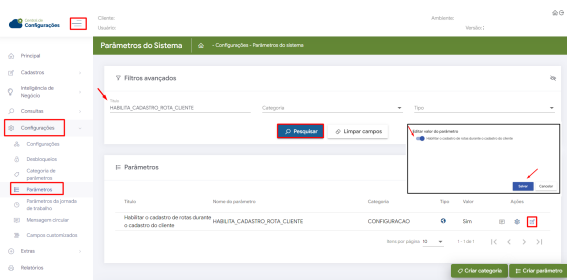 Central de
Configurações
Cliente:
Usuário:
Ambiente:
Versão:
Parâmetros do Sistema
- Configurações - Parâmetros do sistema
Principal
Cadastros
Inteligência de
Negócio
Consultas
Configurações
Configurações
Desbloqueios
Categoria de
parâmetros
Parâmetros
Parâmetros da jornada
de trabalho
Mensagem circular
Campos customizados
Extras
Relatórios
Filtros avançados
Título
HABILITA_CADASTRO_ROTA_CLIENTE
Categoria
Tipo
Pesquisar
Limpar campos
Editar valor do parâmetro
Habilitar o cadastro de rotas durante o cadastro do cliente
Salvar
Cancelar
Parâmetros
Título
Nome do parâmetro
Categoria
Tipo
Valor
Ações
Habilitar o cadastro de rotas durante
o cadastro do cliente
HABILITA_CADASTRO_ROTA_CLIENTE
CONFIGURACAO
Sim
Itens por página 10
1 - 1 de 1
Criar categoria
Criar parâmetro